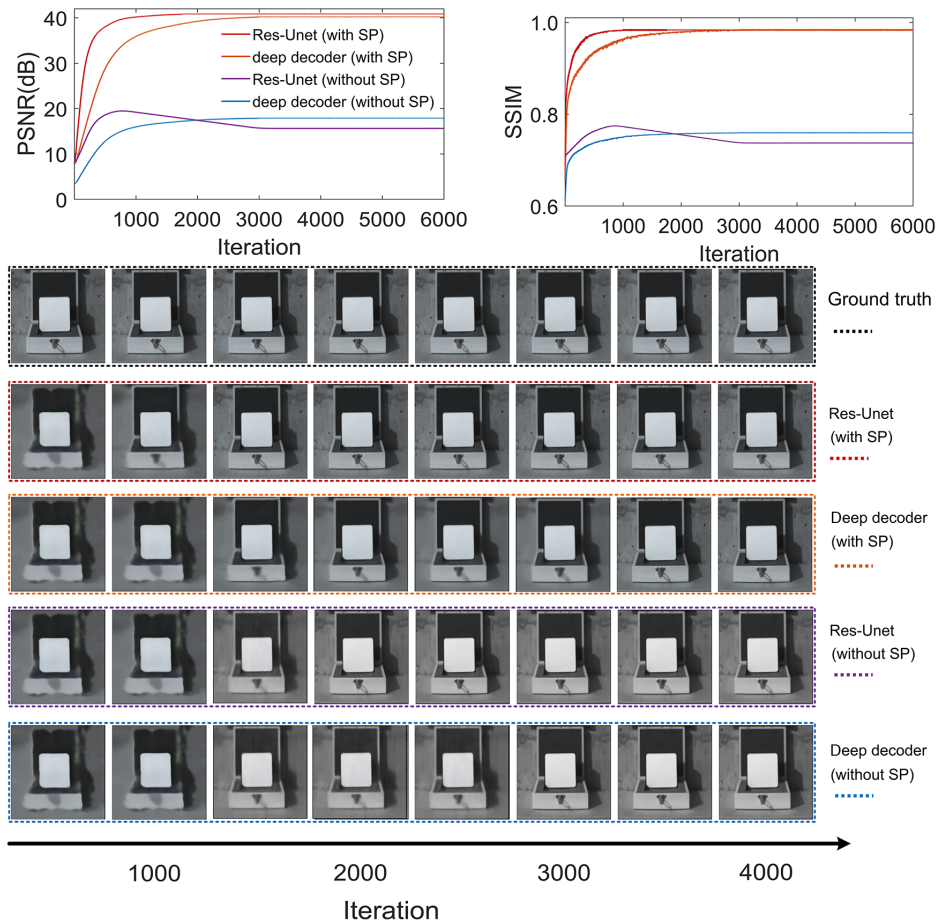 40
30
20
10
0
PSNR(dB)
Res-Unet (with SP)
deep decoder (with SP)
Res-Unet (without SP)
deep decoder (without SP)
1000 2000 3000 4000 5000 6000
Iteration
1.0
0.8
0.6
SSIM
1000 2000 3000 4000 5000 6000
Iteration
Ground truth
Res-Unet
(with SP)
Deep decoder
(with SP)
Res-Unet
(without SP)
Deep decoder
(without SP)
1000 2000 3000 4000
Iteration